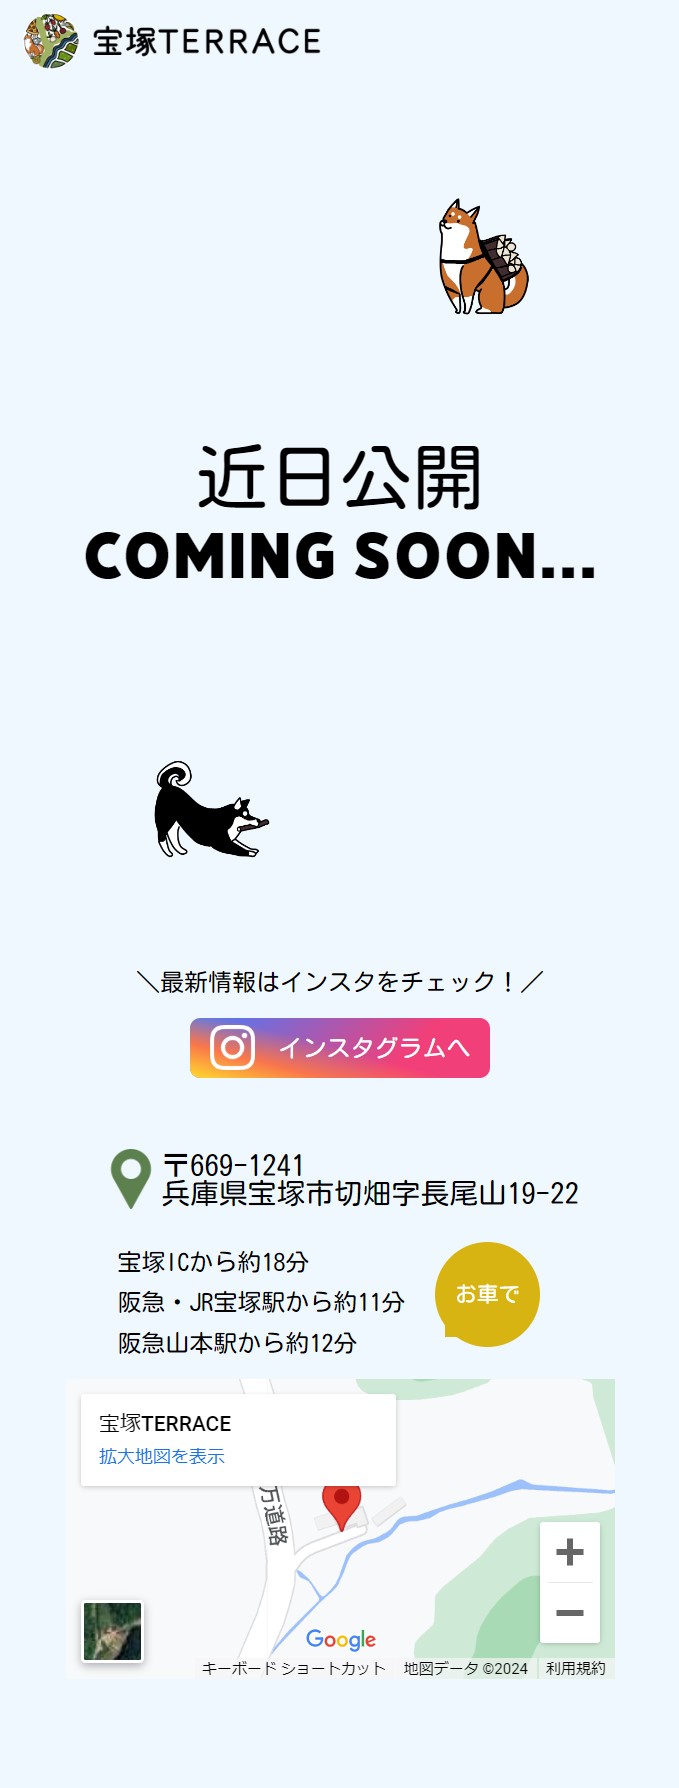 宝塚TERRACE
近日公開
COMING SOON...
＼最新情報はインスタをチェック！／
インスタグラムへ
〒669-1241
兵庫県宝塚市切畑字長尾山19-22
宝塚ICから約18分
阪急・JR宝塚駅から約11分
阪急山本駅から約12分
お車で
宝塚TERRACE
拡大地図を表示
万道路
Google
キーボード ショートカット
地図データ ©2024
利用規約